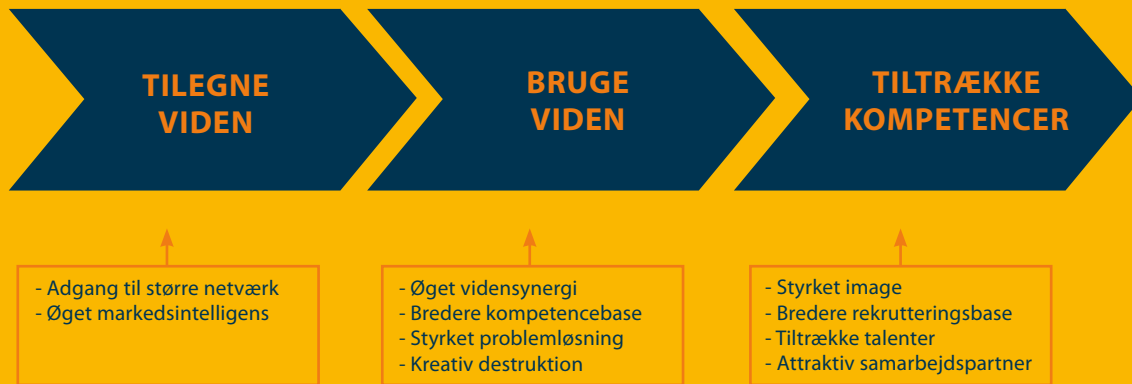 TILEGNE
VIDEN
BRUGE
VIDEN
TILTRÆKKE
KOMPETENCER
- Adgang til større netværk
- Øget markedsintelligens
- Øget vidensynergi
- Bredere kompetencebase
- Styrket problemløsning
- Kreativ destruktion
- Styrket image
- Bredere rekrutteringsbase
- Tiltrække talenter
- Attraktiv samarbejdspartner